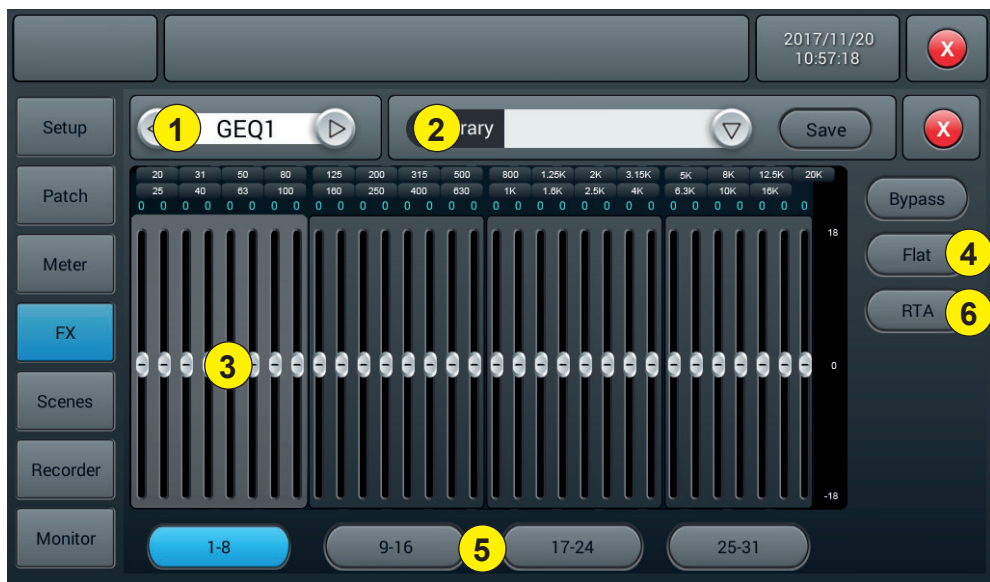 2017/11/20
10:57:18
X
Setup
Patch
Meter
FX
Scenes
Recorder
Monitor
1
GEQ1
2
rary
Save
X
20 31 50 80 125 200 315 500 800 1.25K 2K 3.15K 5K 8K 12.5K 20K
25 40 63 100 160 250 400 630 1K 1.6K 2.5K 4K 6.3K 10K 16K
0 0 0 0 0 0 0 0 0 0 0 0 0 0 0 0 0 0 0 0 0 0 0 0 0 0 0 0 0 0 0
18
0
-18
3
Bypass
Flat
4
RTA
6
1-8
9-16
5
17-24
25-31